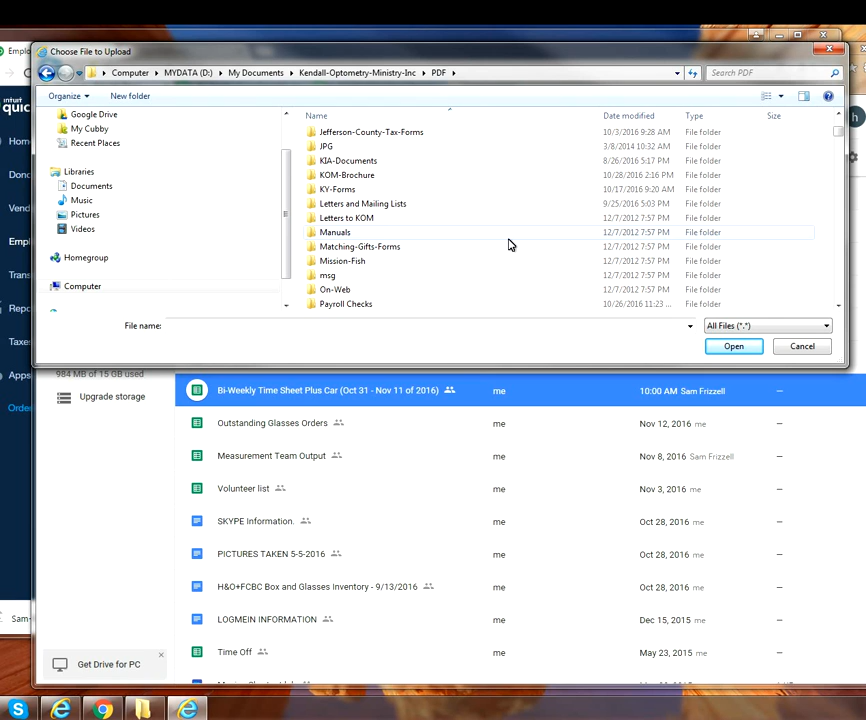 Emplo
Choose File to Upload
Computer ▸ MYDATA (D:) ▸ My Documents ▸ Kendall-Optometry-Ministry-Inc ▸ PDF ▸
Search PDF
Organize
New folder
intuit
quic
Hom
Dono
Vend
Empl
Trans
Repo
Taxe
Apps
Orde
Google Drive
My Cubby
Recent Places
Libraries
Documents
Music
Pictures
Videos
Homegroup
Computer
Name Date modified Type Size
Jefferson-County-Tax-Forms 10/3/2016 9:28 AM File folder
JPG 3/8/2014 10:32 AM File folder
KIA-Documents 8/26/2016 5:17 PM File folder
KOM-Brochure 10/28/2016 2:16 PM File folder
KY-Forms 10/17/2016 9:20 AM File folder
Letters and Mailing Lists 9/25/2016 5:03 PM File folder
Letters to KOM 12/7/2012 7:57 PM File folder
Manuals 12/7/2012 7:57 PM File folder
Matching-Gifts-Forms 12/7/2012 7:57 PM File folder
Mission-Fish 12/7/2012 7:57 PM File folder
msg 12/7/2012 7:57 PM File folder
On-Web 12/7/2012 7:57 PM File folder
Payroll Checks 10/26/2016 11:23 ... File folder
File name:
All Files (*.*)
Open
Cancel
h
984 MB of 15 GB used
Upgrade storage
Bi-Weekly Time Sheet Plus Car (Oct 31 - Nov 11 of 2016) me 10:00 AM Sam Frizzell —
Outstanding Glasses Orders me Nov 12, 2016 me —
Measurement Team Output me Nov 8, 2016 Sam Frizzell —
Volunteer list me Nov 3, 2016 me —
SKYPE Information. me Oct 28, 2016 me —
PICTURES TAKEN 5-5-2016 me Oct 28, 2016 me —
H&O+FCBC Box and Glasses Inventory - 9/13/2016 me Oct 28, 2016 me —
LOGMEIN INFORMATION me Dec 15, 2015 me —
Time Off me May 23, 2015 me —
Sam-
Get Drive for PC